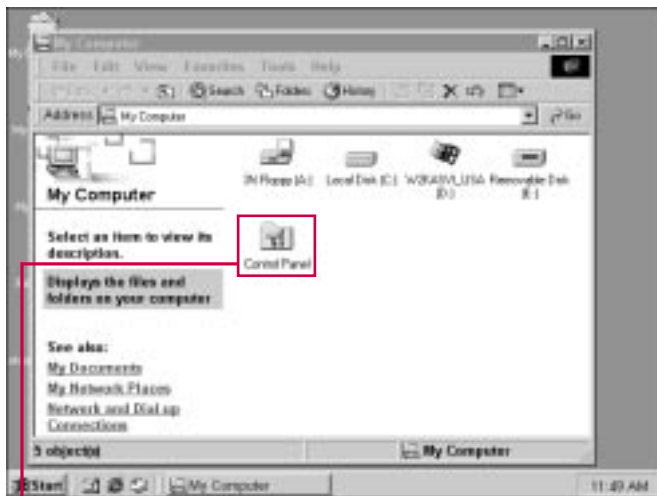 My Computer
File Edit View Favorites Tools Help
Search Folders History
Address My Computer Go
My Computer
Select an item to view its
description.
Displays the files and
folders on your computer
See also:
My Documents
My Network Places
Network and Dial-up
Connections
3½ Floppy (A:) Local Disk (C:) (D:) Removable Disk
(E:)
Control Panel
5 object(s) My Computer
Start My Computer 11:49 AM